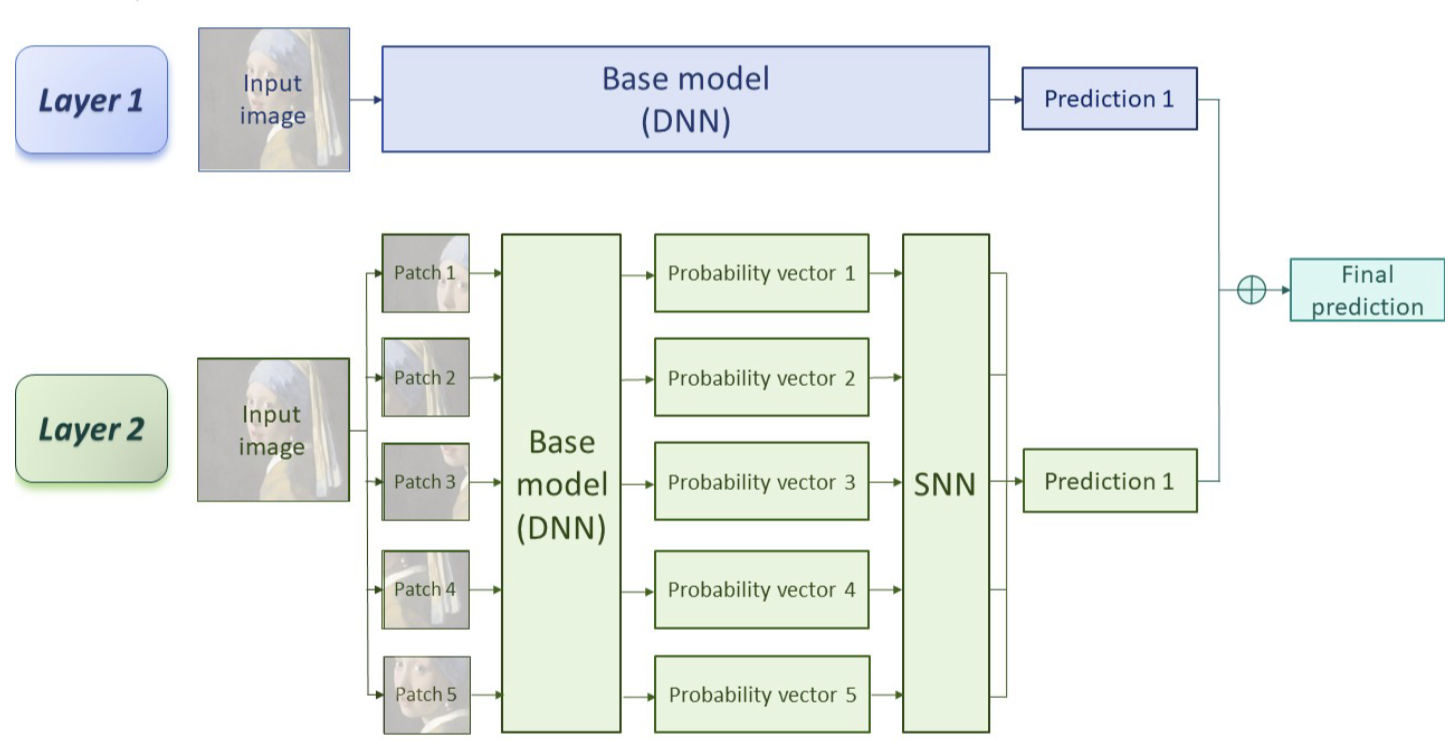 Layer 1
Input
image
Base model
(DNN)
Prediction 1
Layer 2
Input
image
Patch 1
Patch 2
Patch 3
Patch 4
Patch 5
Base
model
(DNN)
Probability vector 1
Probability vector 2
Probability vector 3
Probability vector 4
Probability vector 5
SNN
Prediction 1
Final
prediction